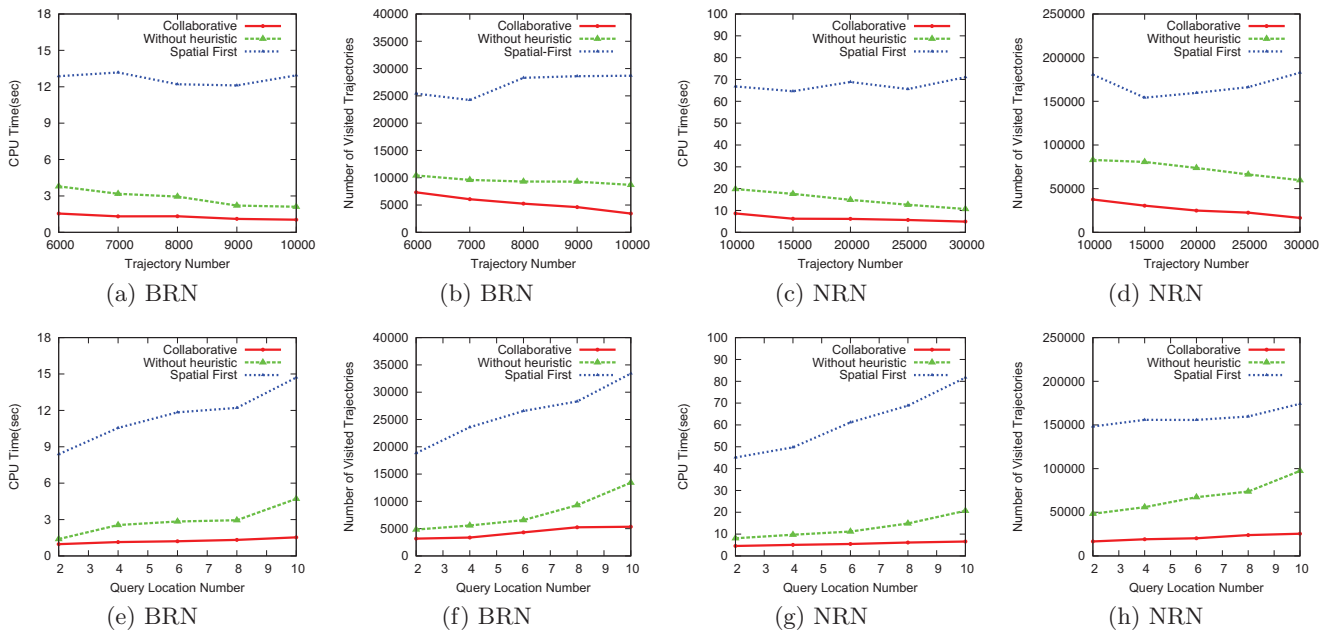 CPU Time(sec)
18
15
12
9
6
3
0
6000 7000 8000 9000 10000
Trajectory Number
Collaborative
Without heuristic
Spatial First
(a) BRN
Number of Visited Trajectories
40000
35000
30000
25000
20000
15000
10000
5000
0
6000 7000 8000 9000 10000
Trajectory Number
Collaborative
Without heuristic
Spatial-First
(b) BRN
CPU Time(sec)
100
90
80
70
60
50
40
30
20
10
0
10000 15000 20000 25000 30000
Trajectory Number
Collaborative
Without heuristic
Spatial First
(c) NRN
Number of Visited Trajectories
250000
200000
150000
100000
50000
0
10000 15000 20000 25000 30000
Trajectory Number
Collaborative
Without heuristic
Spatial First
(d) NRN
CPU Time(sec)
18
15
12
9
6
3
0
2 3 4 5 6 7 8 9 10
Query Location Number
Collaborative
Without heuristic
Spatial First
(e) BRN
Number of Visited Trajectories
40000
35000
30000
25000
20000
15000
10000
5000
0
2 3 4 5 6 7 8 9 10
Query Location Number
Collaborative
Without heuristic
Spatial First
(f) BRN
CPU Time(sec)
100
90
80
70
60
50
40
30
20
10
0
2 3 4 5 6 7 8 9 10
Query Location Number
Collaborative
Without heuristic
Spatial First
(g) NRN
Number of Visited Trajectories
250000
200000
150000
100000
50000
0
2 3 4 5 6 7 8 9 10
Query Location Number
Collaborative
Without heuristic
Spatial First
(h) NRN